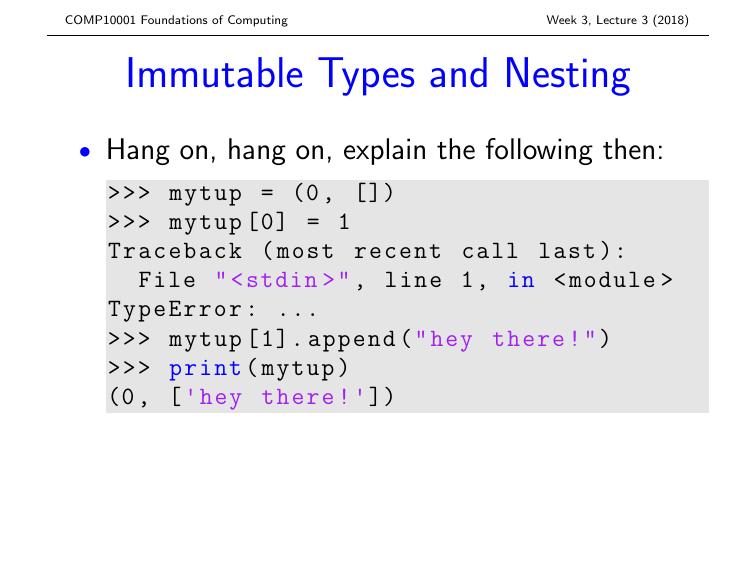 COMP10001 Foundations of Computing
Week 3, Lecture 3 (2018)
Immutable Types and Nesting
• Hang on, hang on, explain the following then:
>>> mytup = (0, [])
>>> mytup[0] = 1
Traceback (most recent call last):
  File "<stdin>", line 1, in <module>
TypeError: ...
>>> mytup[1].append("hey there!")
>>> print(mytup)
(0, ['hey there!'])